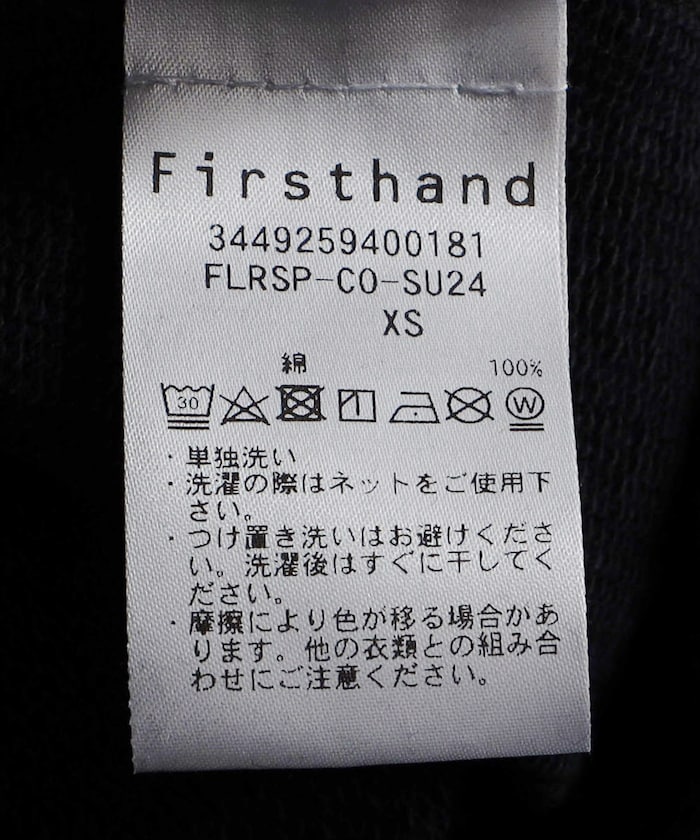 Firsthand
3449259400181
FLRSP-CO-SU24
XS
綿 100%
30 W
・単独洗い
・洗濯の際はネットをご使用下
さい。
・つけ置き洗いはお避けくださ
い。洗濯後はすぐに干してく
ださい。
・摩擦により色が移る場合があ
ります。他の衣類との組み合
わせにご注意ください。